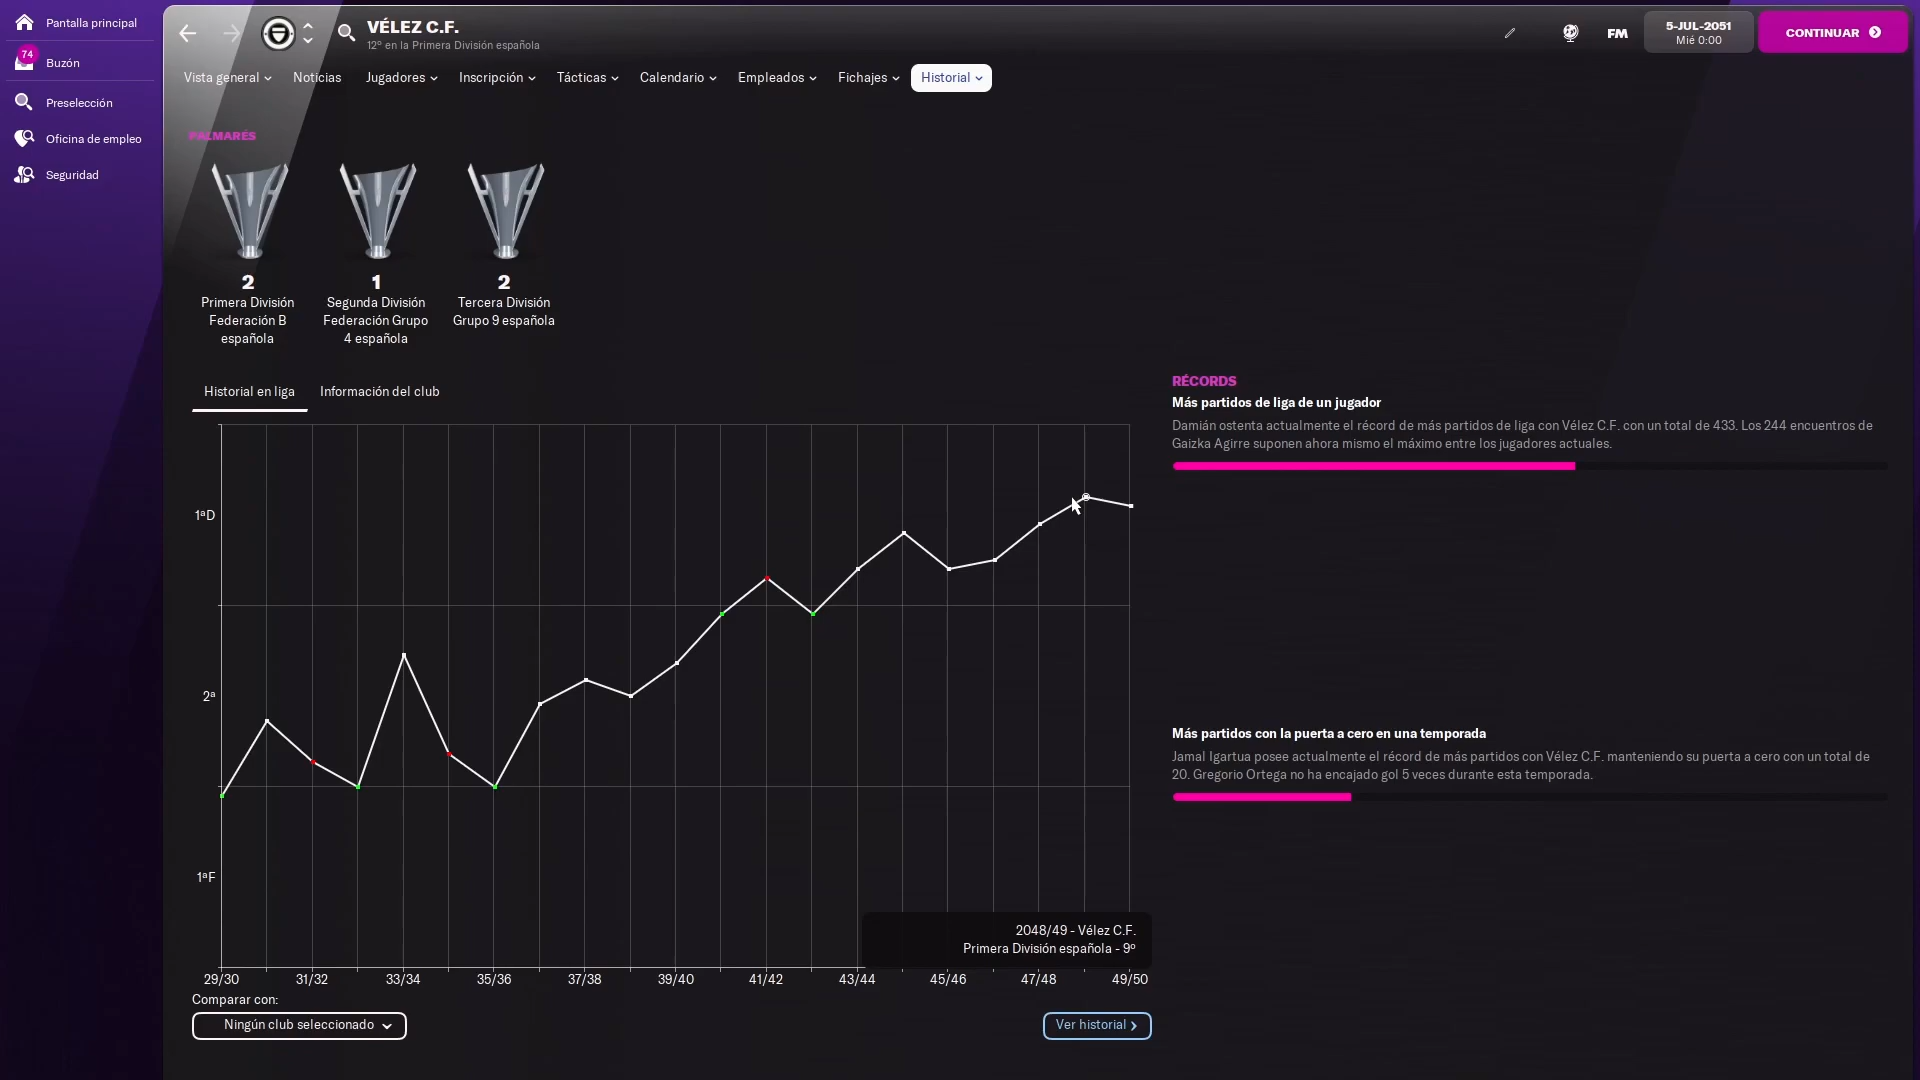 Pantalla principal
74
Buzón
Preselección
Oficina de empleo
Seguridad
VÉLEZ C.F.
12º en la Primera División española
FM
5-JUL-2051
Mié 0:00
CONTINUAR
Vista general
Noticias
Jugadores
Inscripción
Tácticas
Calendario
Empleados
Fichajes
Historial
PALMARÉS
2
Primera División
Federación B
española
1
Segunda División
Federación Grupo
4 española
2
Tercera División
Grupo 9 española
Historial en liga
Información del club
1ªD
2ª
1ªF
2048/49 - Vélez C.F.
Primera División española - 9º
29/30
31/32
33/34
35/36
37/38
39/40
41/42
43/44
45/46
47/48
49/50
Comparar con:
Ningún club seleccionado
Ver historial
RÉCORDS
Más partidos de liga de un jugador
Damián ostenta actualmente el récord de más partidos de liga con Vélez C.F. con un total de 433. Los 244 encuentros de
Gaizka Agirre suponen ahora mismo el máximo entre los jugadores actuales.
Más partidos con la puerta a cero en una temporada
Jamal Igartua posee actualmente el récord de más partidos con Vélez C.F. manteniendo su puerta a cero con un total de
20. Gregorio Ortega no ha encajado gol 5 veces durante esta temporada.